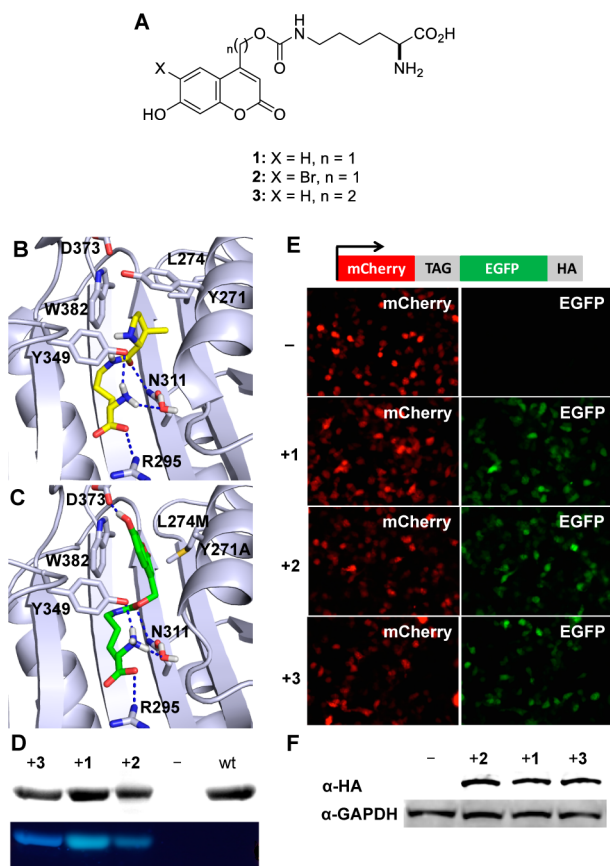 A
X
HO
O
O
( )n
O
O
H
N
CO₂H
NH₂
1: X = H, n = 1
2: X = Br, n = 1
3: X = H, n = 2
B
D373
L274
W382
Y271
Y349
N311
R295
C
D373
L274M
W382
Y271A
Y349
N311
R295
D
+3 +1 +2 – wt
E
mCherry TAG EGFP HA
– mCherry EGFP
+1 mCherry EGFP
+2 mCherry EGFP
+3 mCherry EGFP
F
– +2 +1 +3
α-HA
α-GAPDH